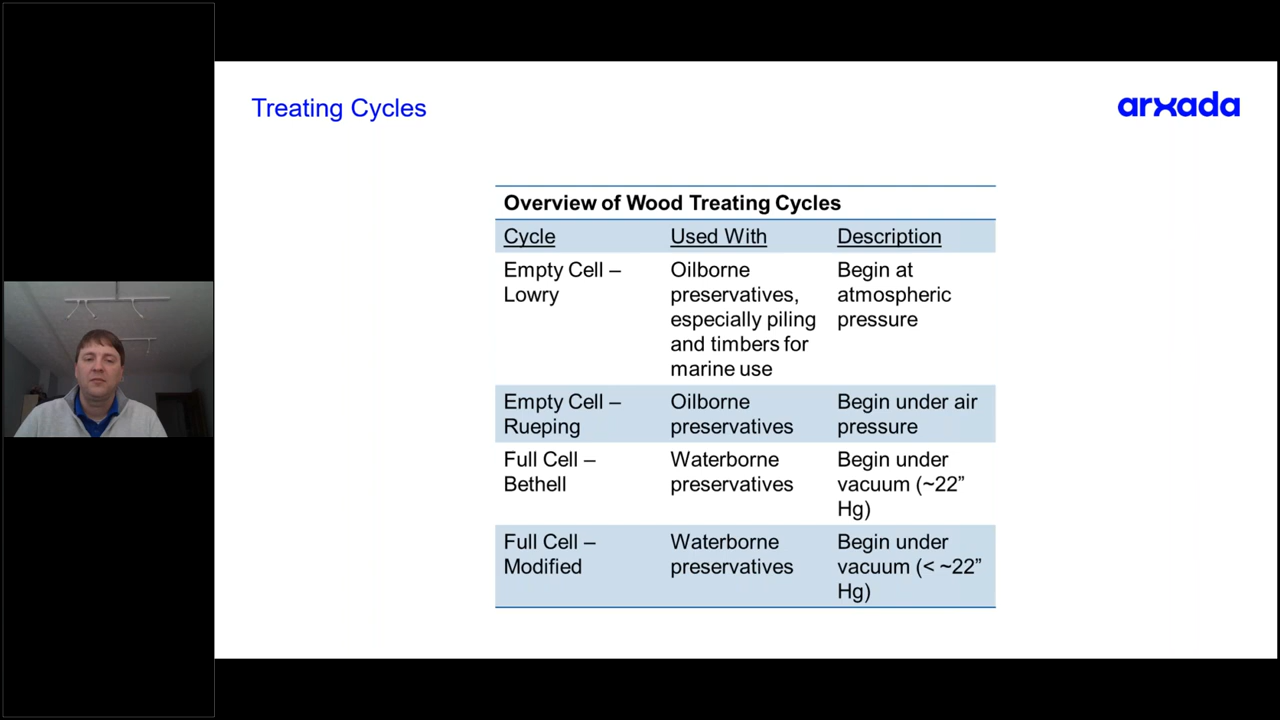 Treating Cycles
arxada
Overview of Wood Treating Cycles
Cycle
Used With
Description
Empty Cell –
Lowry
Oilborne
preservatives,
especially piling
and timbers for
marine use
Begin at
atmospheric
pressure
Empty Cell –
Rueping
Oilborne
preservatives
Begin under air
pressure
Full Cell –
Bethell
Waterborne
preservatives
Begin under
vacuum (~22”
Hg)
Full Cell –
Modified
Waterborne
preservatives
Begin under
vacuum (< ~22”
Hg)